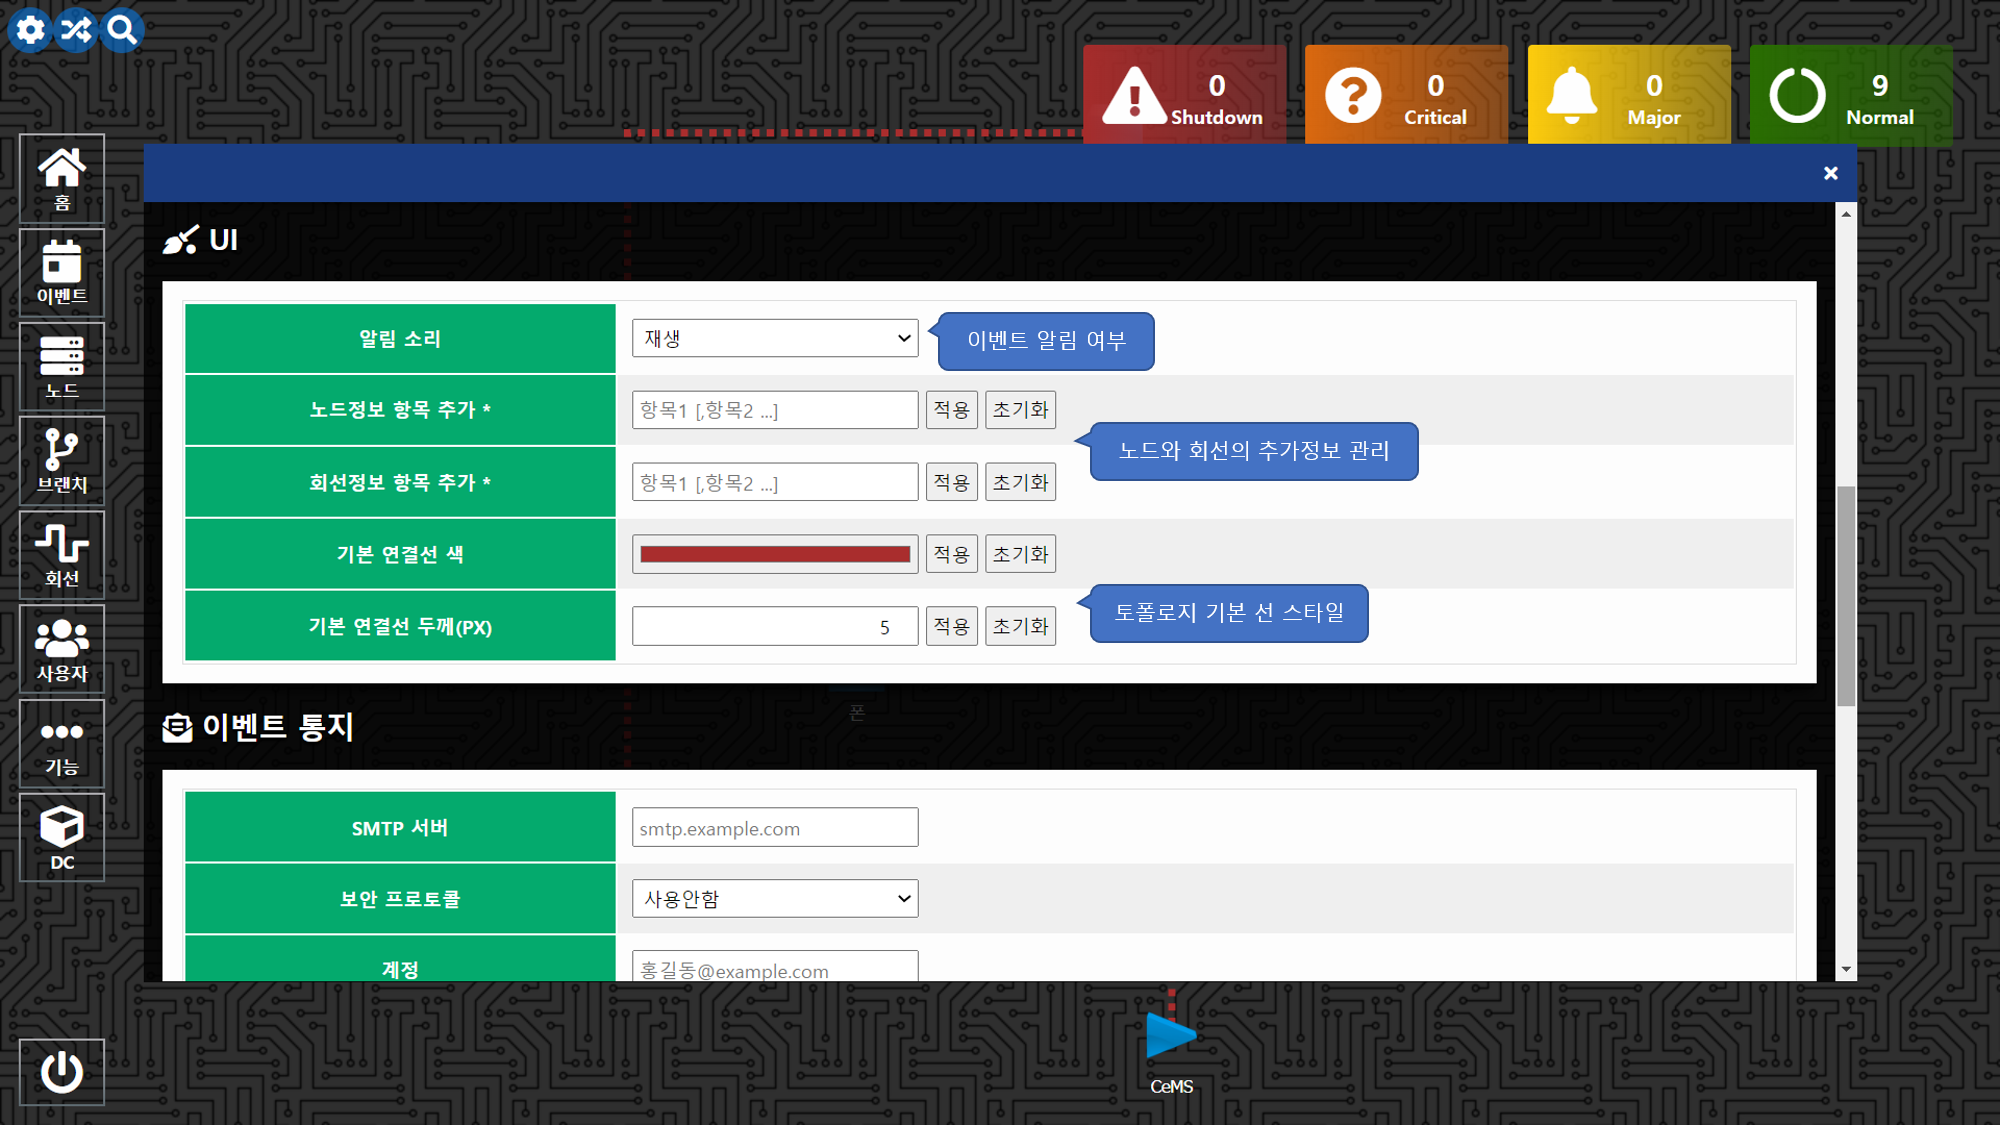 0
Shutdown
0
Critical
0
Major
9
Normal
홈
이벤트
노드
브랜치
회선
사용자
기능
DC
UI
알림 소리
재생
이벤트 알림 여부
노드정보 항목 추가 *
항목1 [,항목2 ...]
적용
초기화
노드와 회선의 추가정보 관리
회선정보 항목 추가 *
항목1 [,항목2 ...]
적용
초기화
기본 연결선 색
적용
초기화
기본 연결선 두께(PX)
5
적용
초기화
토폴로지 기본 선 스타일
폰
이벤트 통지
SMTP 서버
smtp.example.com
보안 프로토콜
사용안함
계정
홍길동@example.com
CeMS